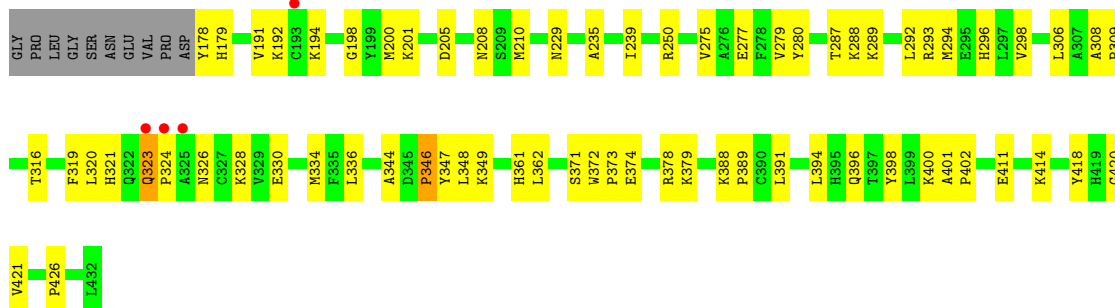 GLY PRO LEU GLY SER ASN GLU VAL PRO ASP Y178 H179 V191 K192 C193 K194 G198 Y199 M200 K201 D205 N208 S209 M210 N229 A235 I239 R250 V275 A276 E277 F278 V279 Y280 T287 K288 K289 L292 R293 M294 E295 H296 L297 V298 L306 A307 A308
T316 F319 L320 H321 Q322 Q323 P324 A325 N326 C327 K328 V329 E330 M334 F335 L336 A344 D345 P346 Y347 L348 K349 H361 L362 S371 W372 P373 E374 R378 K379 K388 P389 C390 L391 L394 H395 Q396 T397 Y398 L399 K400 A401 P402 E411 K414 Y418 H419
V421 P426 L432